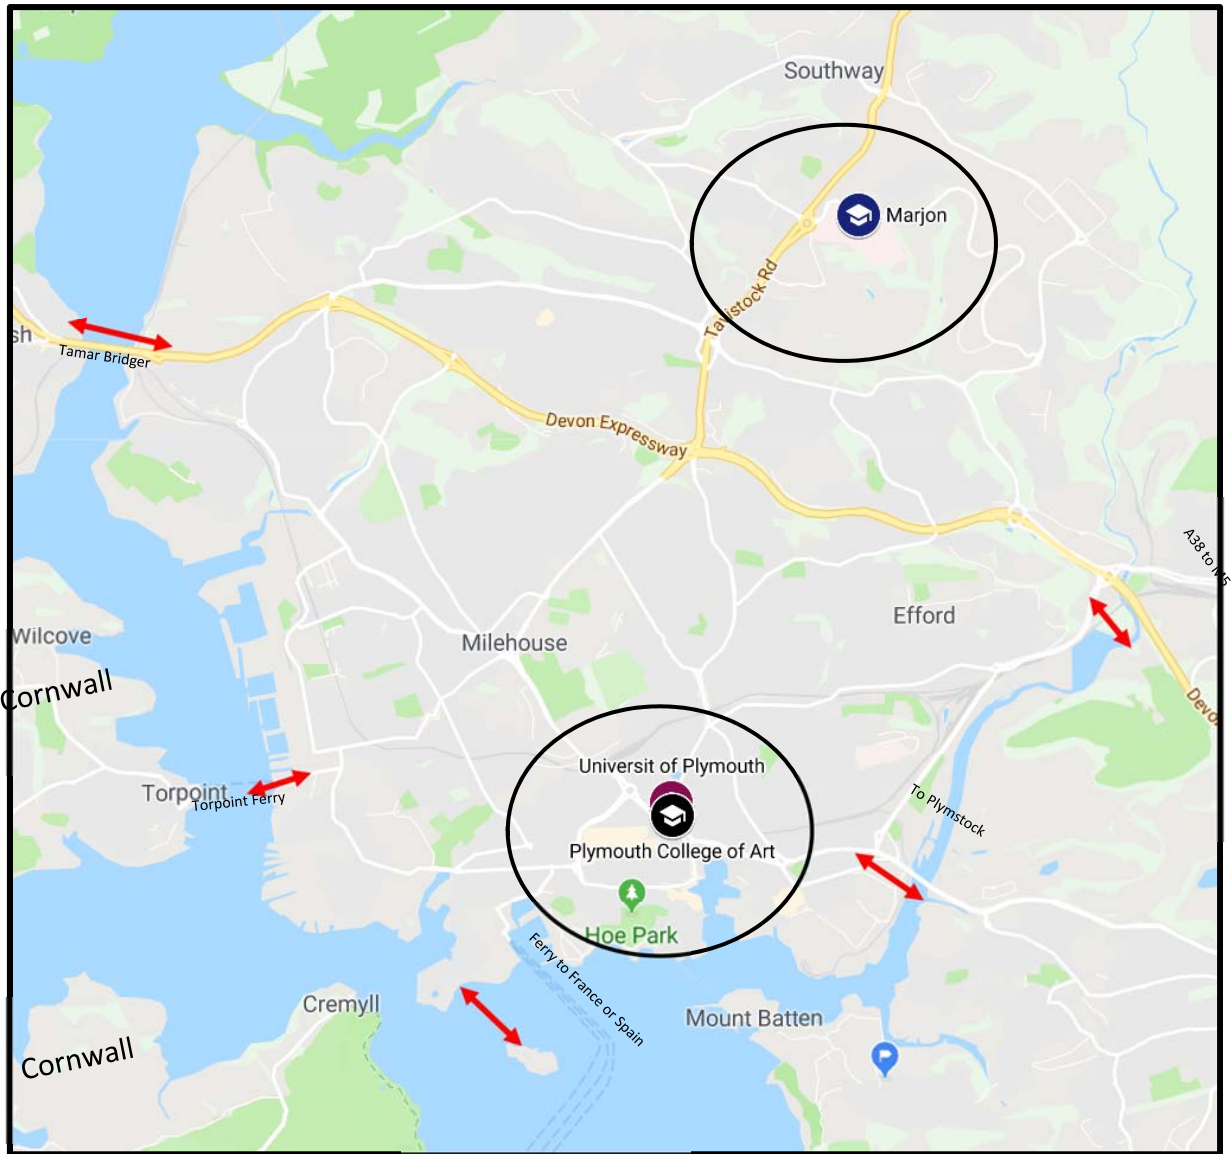 Southway
Marjon
Tavistock Rd
sh
Tamar Bridger
Devon Expressway
A38 to M5
Efford
Wilcove
Milehouse
Cornwall
Devo
Universit of Plymouth
Torpoint
Torpoint Ferry
To Plymstock
Plymouth College of Art
Hoe Park
Ferry to France or Spain
Cremyll
Mount Batten
Cornwall